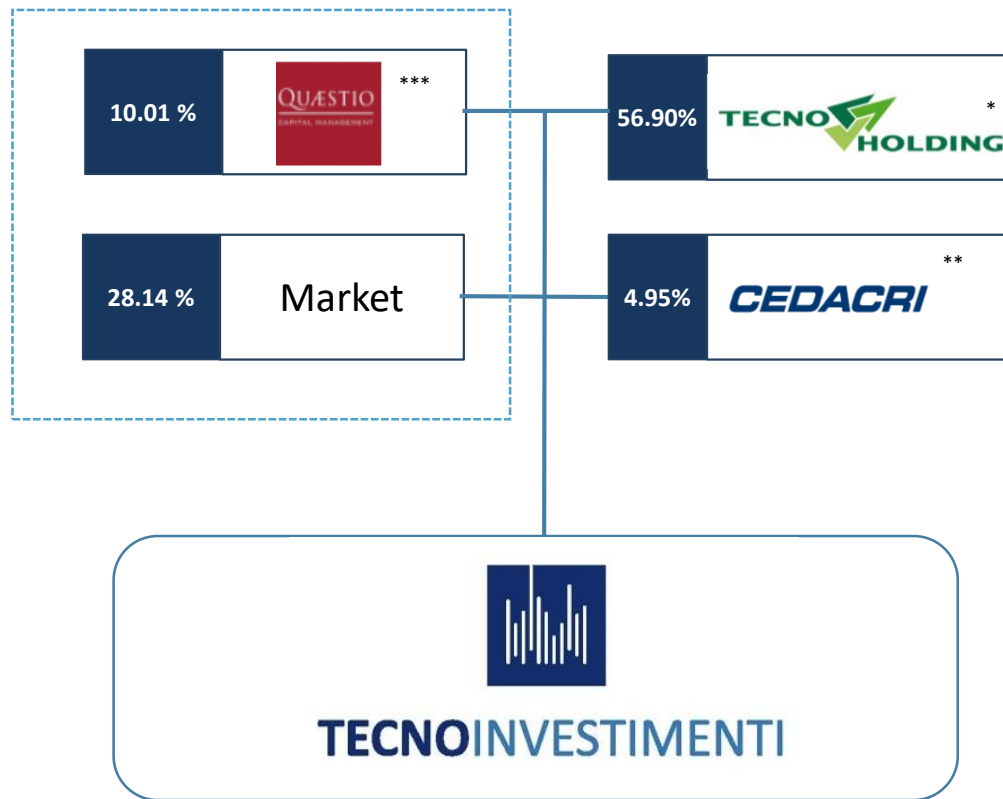 10.01 %
QUÆSTIO
CAPITAL MANAGEMENT
***
56.90%
TECNO
HOLDING
*
28.14 %
Market
4.95%
CEDACRI
**
TECNOINVESTIMENTI